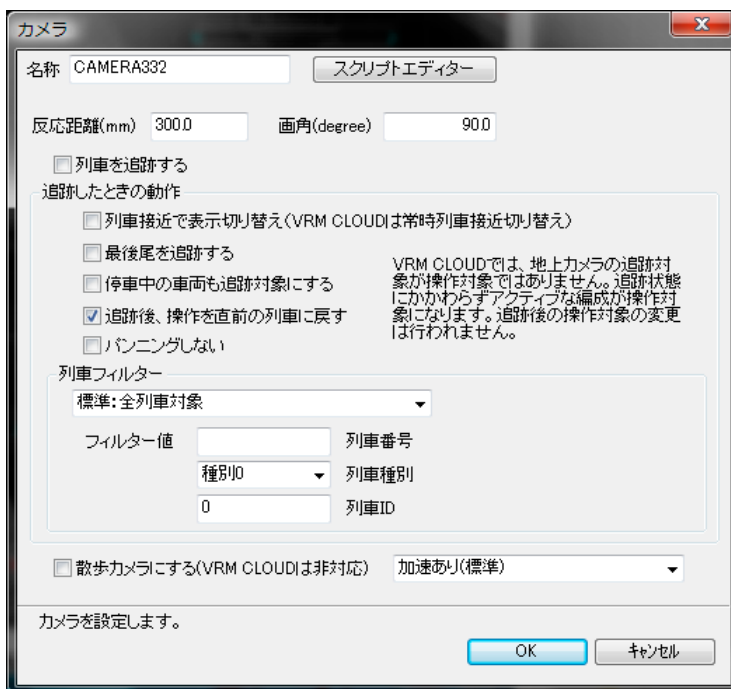 カメラ
名称 CAMERA332 スクリプトエディター
反応距離(mm) 300.0 画角(degree) 90.0
列車を追跡する
追跡したときの動作
列車接近で表示切り替え(VRM CLOUDは常時列車接近切り替え)
最後尾を追跡する
停車中の車両も追跡対象にする
追跡後、操作を直前の列車に戻す
パンニングしない
VRM CLOUDでは、地上カメラの追跡対
象が操作対象ではありません。追跡状態
にかかわらずアクティブな編成が操作対
象になります。追跡後の操作対象の変更
は行われません。
列車フィルター
標準:全列車対象
フィルター値 列車番号
種別0 列車種別
0 列車ID
散歩カメラにする(VRM CLOUDは非対応) 加速あり(標準)
カメラを設定します。
OK キャンセル